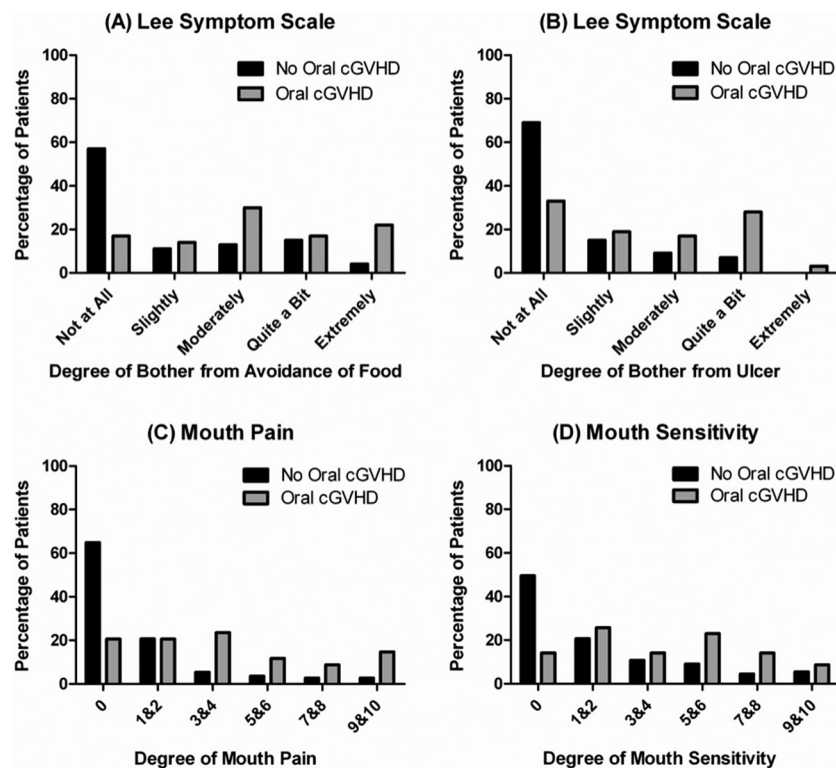 (A) Lee Symptom Scale
Percentage of Patients
100
80
60
40
20
0
No Oral cGVHD
Oral cGVHD
Not at All
Slightly
Moderately
Quite a Bit
Extremely
Degree of Bother from Avoidance of Food
(B) Lee Symptom Scale
Percentage of Patients
100
80
60
40
20
0
No Oral cGVHD
Oral cGVHD
Not at All
Slightly
Moderately
Quite a Bit
Extremely
Degree of Bother from Ulcer
(C) Mouth Pain
Percentage of Patients
100
80
60
40
20
0
No Oral cGVHD
Oral cGVHD
0
1&2
3&4
5&6
7&8
9&10
Degree of Mouth Pain
(D) Mouth Sensitivity
Percentage of Patients
100
80
60
40
20
0
No Oral cGVHD
Oral cGVHD
0
1&2
3&4
5&6
7&8
9&10
Degree of Mouth Sensitivity